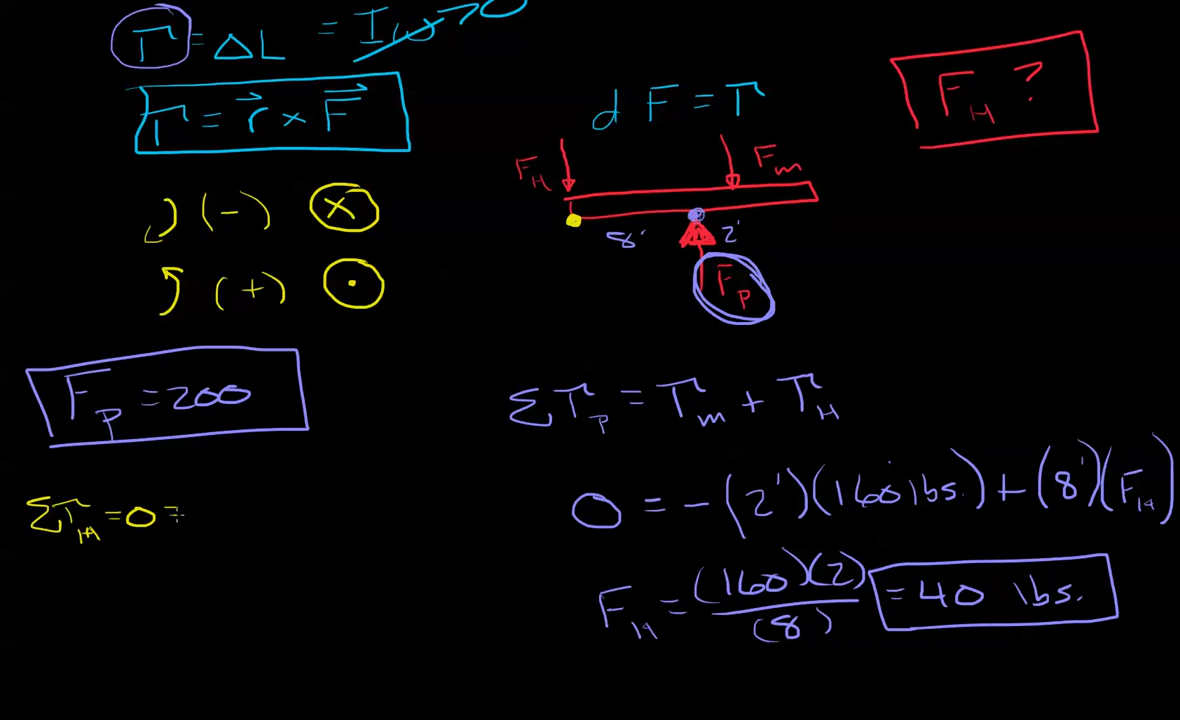 Τ = ΔL = Iω → 0
Τ = r⃗ × F⃗
(-) ×
(+) ·
d F = Τ
F_H ?
F_H F_m
8' 2'
F_p
F_p = 200
ΣΤ_p = Τ_m + Τ_H
ΣΤ_H = 0 =
0 = -(2')(160 lbs.) + (8')(F_H)
F_H = (160)(2) / (8) = 40 lbs.